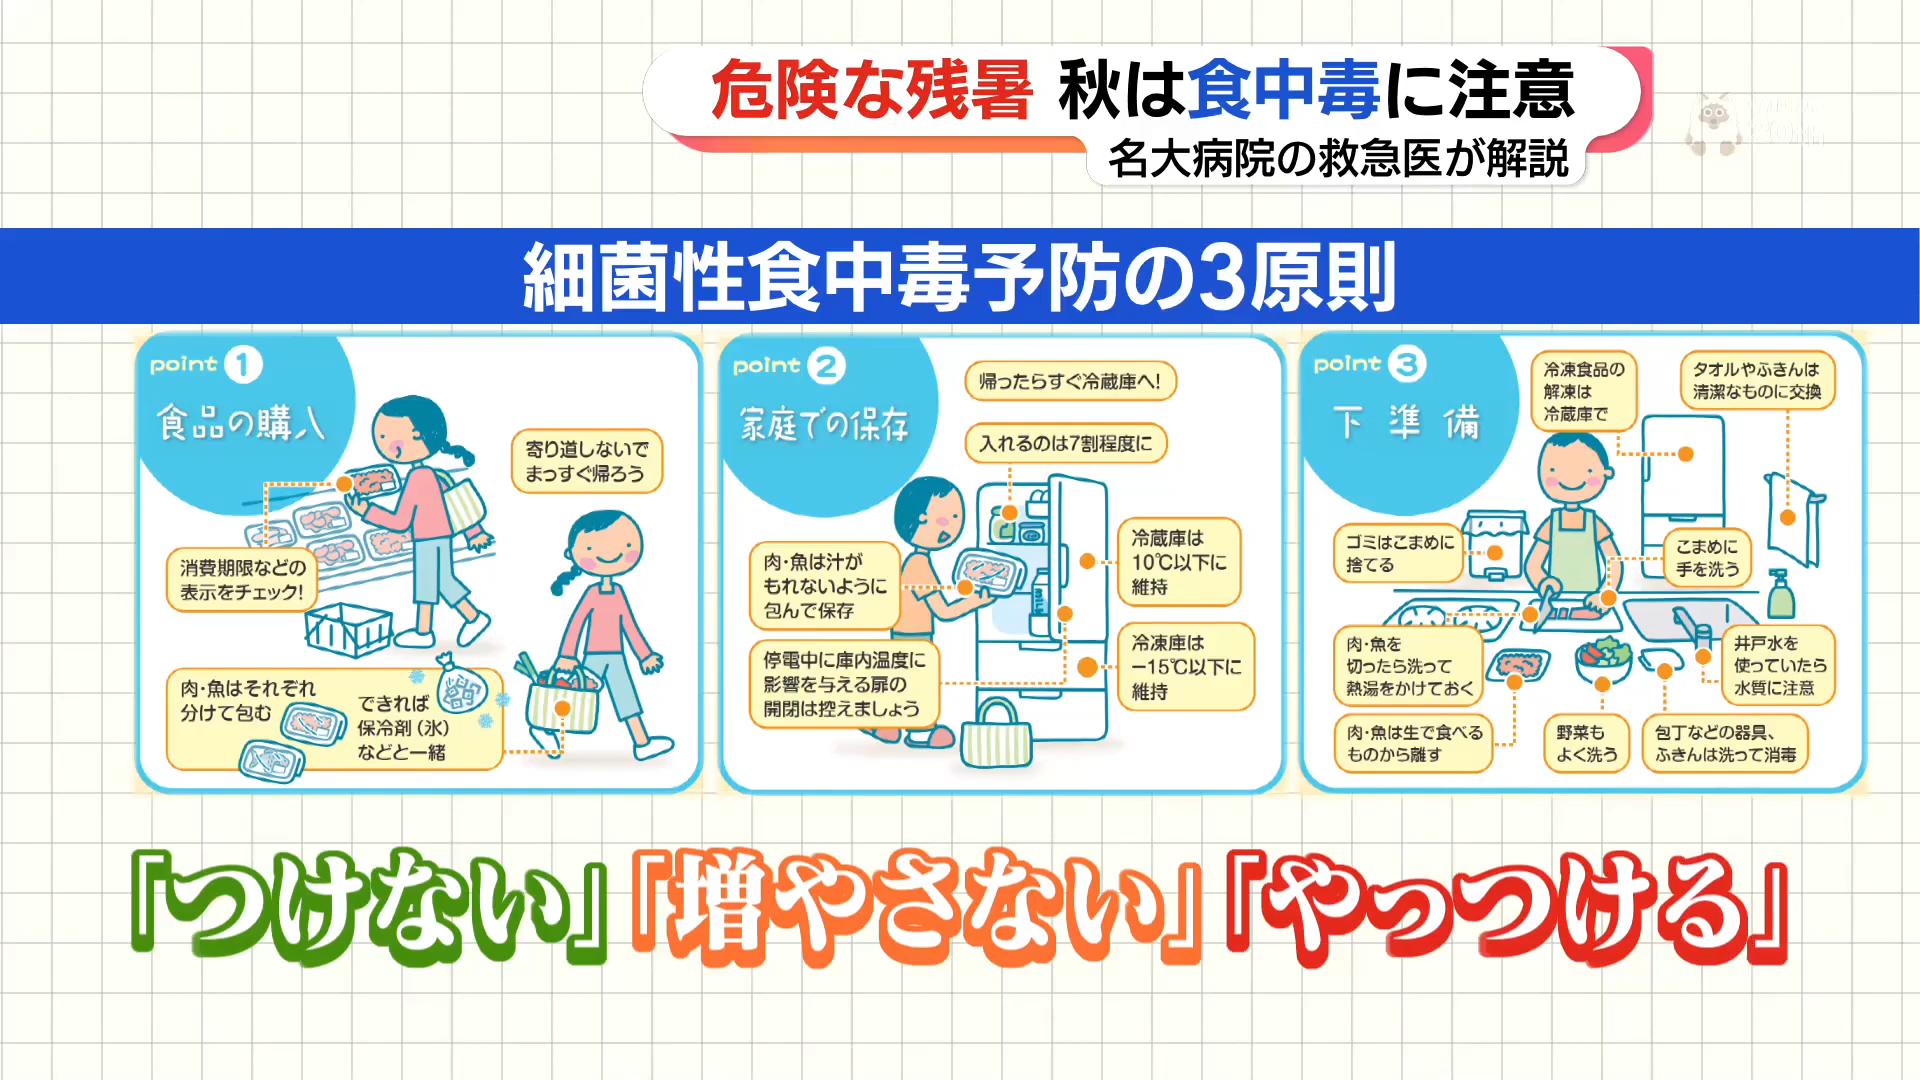 危険な残暑 秋は食中毒に注意
名大病院の救急医が解説
細菌性食中毒予防の3原則
point 1
食品の購入
寄り道しないで
まっすぐ帰ろう
消費期限などの
表示をチェック!
肉・魚はそれぞれ
分けて包む
できれば
保冷剤(氷)
などと一緒
point 2
家庭での保存
帰ったらすぐ冷蔵庫へ!
入れるのは7割程度に
肉・魚は汁が
もれないように
包んで保存
冷蔵庫は
10℃以下に
維持
停電中に庫内温度に
影響を与える扉の
開閉は控えましょう
冷凍庫は
−15℃以下に
維持
milk
point 3
下準備
冷凍食品の
解凍は
冷蔵庫で
タオルやふきんは
清潔なものに交換
ゴミはこまめに
捨てる
こまめに
手を洗う
肉・魚を
切ったら洗って
熱湯をかけておく
井戸水を
使っていたら
水質に注意
肉・魚は生で食べる
ものから離す
野菜も
よく洗う
包丁などの器具、
ふきんは洗って消毒
「つけない」「増やさない」「やっつける」